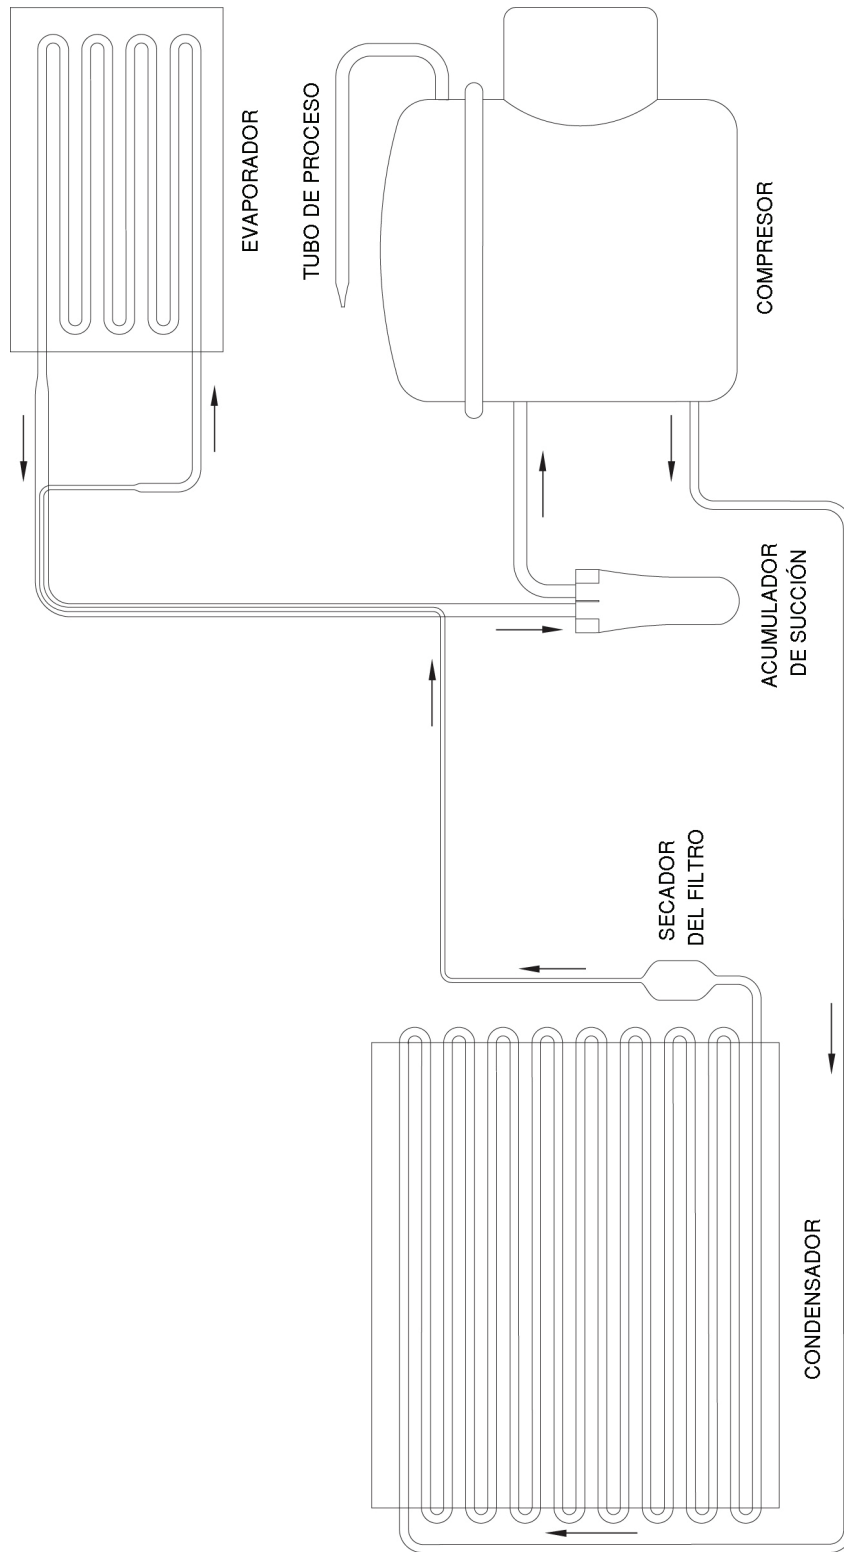 EVAPORADOR
TUBO DE PROCESO
COMPRESOR
ACUMULADOR
DE SUCCIÓN
SECADOR
DEL FILTRO
CONDENSADOR